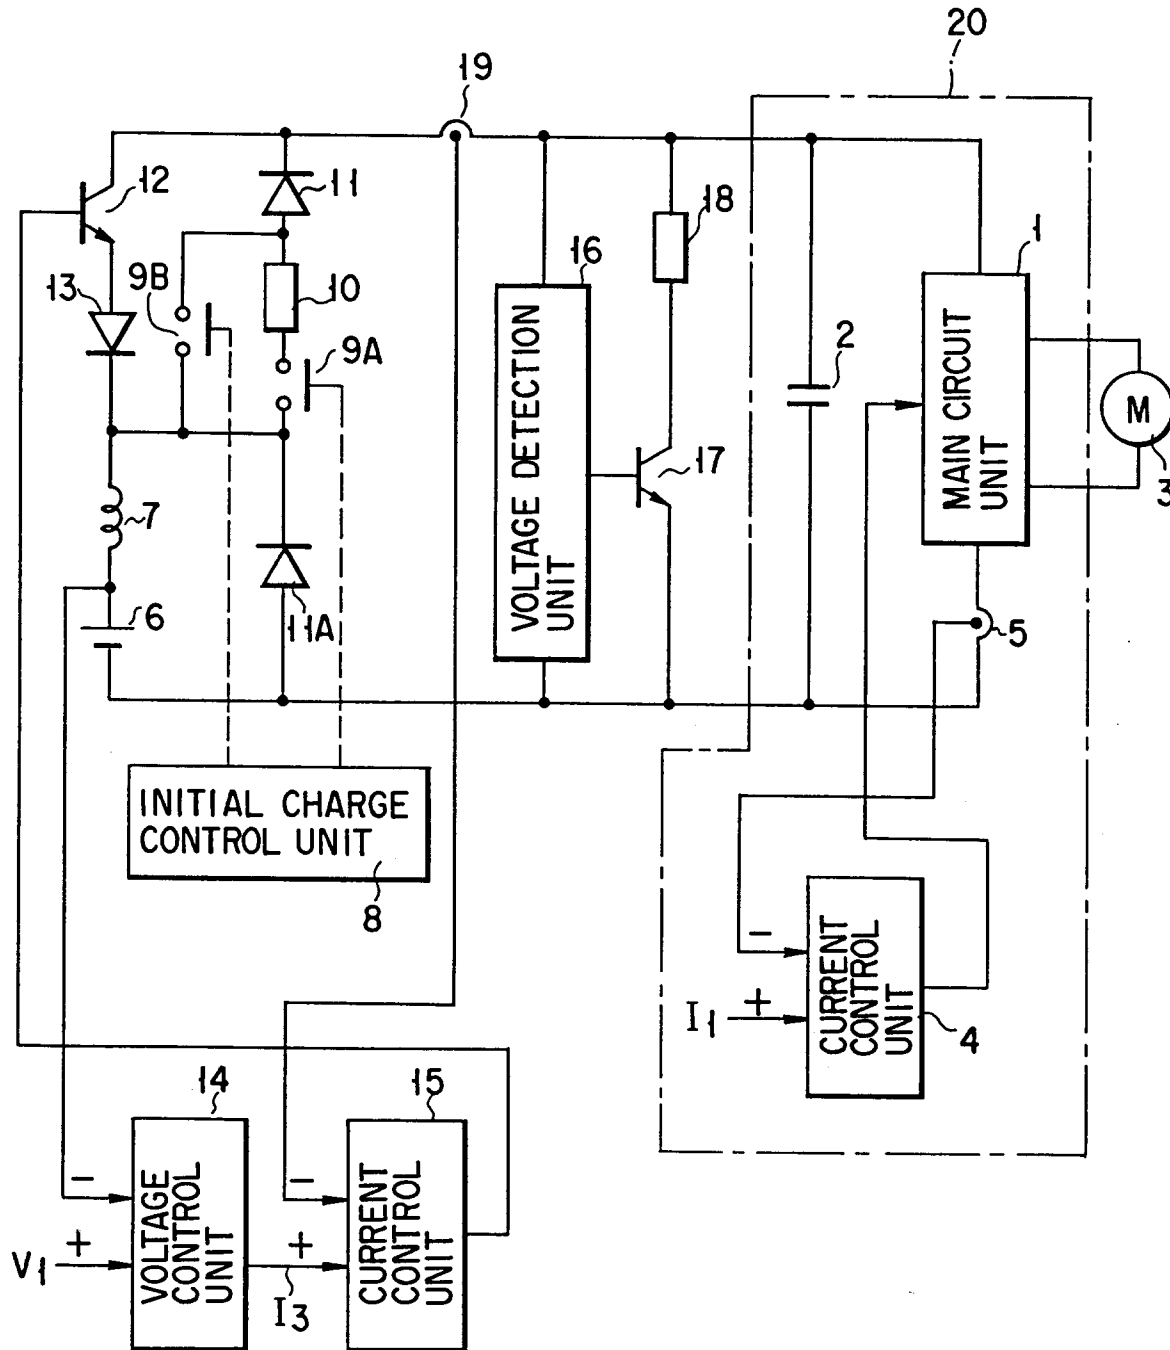 20
19
12
11
18
1
16
13
9B
10
9A
2
MAIN CIRCUIT
UNIT
M
3
VOLTAGE DETECTION
UNIT
17
7
6
11A
5
INITIAL CHARGE
CONTROL UNIT
8
-
CURRENT
CONTROL
UNIT
I1
+
4
14
15
-
-
VOLTAGE
CONTROL
UNIT
CURRENT
CONTROL
UNIT
V1
+
+
I3